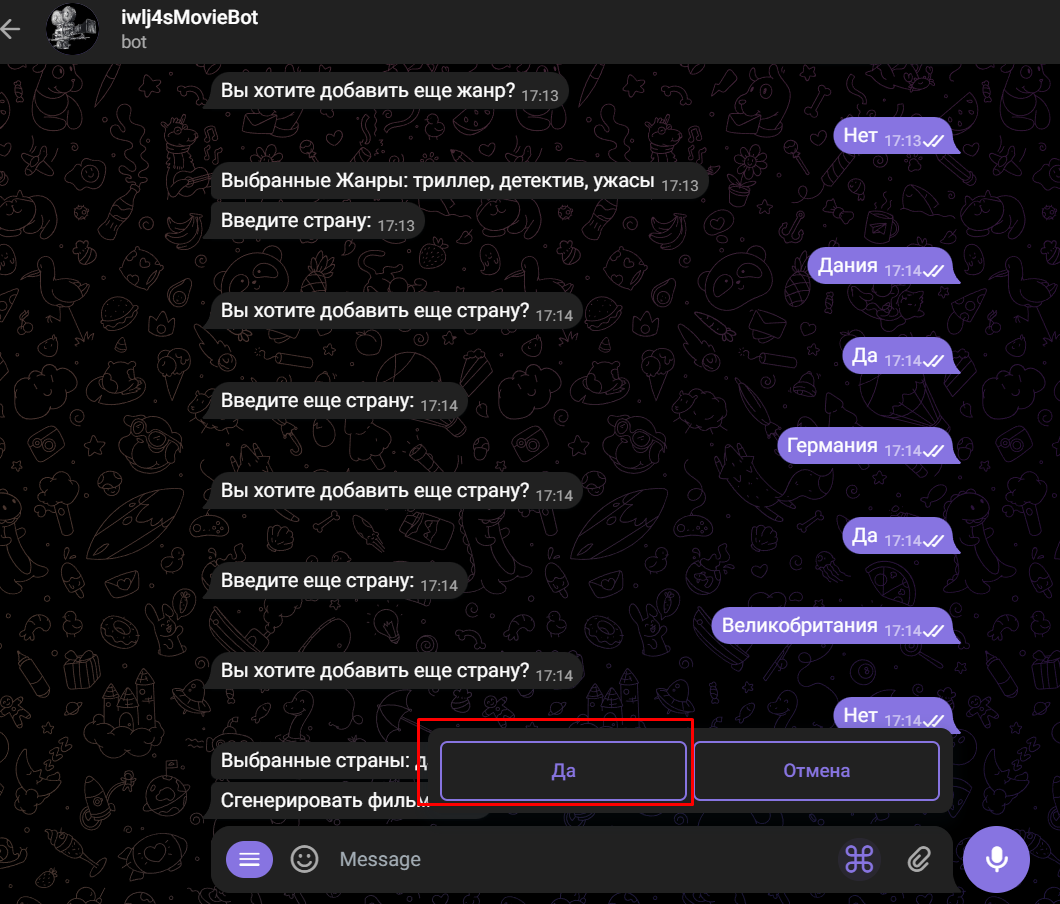 iwlj4sMovieBot
bot
Вы хотите добавить еще жанр? 17:13
Нет 17:13
Выбранные Жанры: триллер, детектив, ужасы 17:13
Введите страну: 17:13
Дания 17:14
Вы хотите добавить еще страну? 17:14
Да 17:14
Введите еще страну: 17:14
Германия 17:14
Вы хотите добавить еще страну? 17:14
Да 17:14
Введите еще страну: 17:14
Великобритания 17:14
Вы хотите добавить еще страну? 17:14
Нет 17:14
Выбранные страны: д
Сгенерировать фильм
Да Отмена
Message